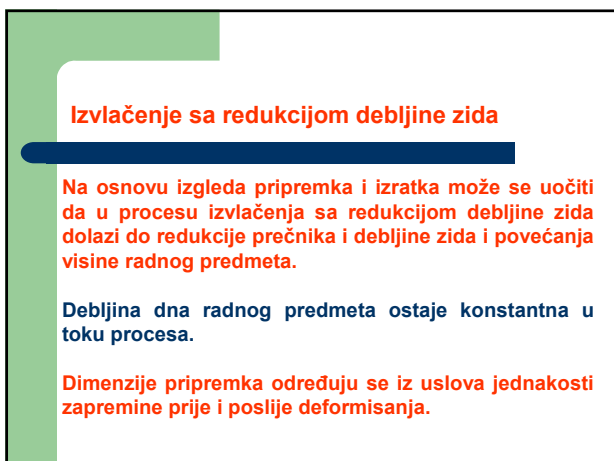 Izvlačenje sa redukcijom debljine zida
Na osnovu izgleda pripremka i izratka može se uočiti
da u procesu izvlačenja sa redukcijom debljine zida
dolazi do redukcije prečnika i debljine zida i povećanja
visine radnog predmeta.
Debljina dna radnog predmeta ostaje konstantna u
toku procesa.
Dimenzije pripremka određuju se iz uslova jednakosti
zapremine prije i poslije deformisanja.